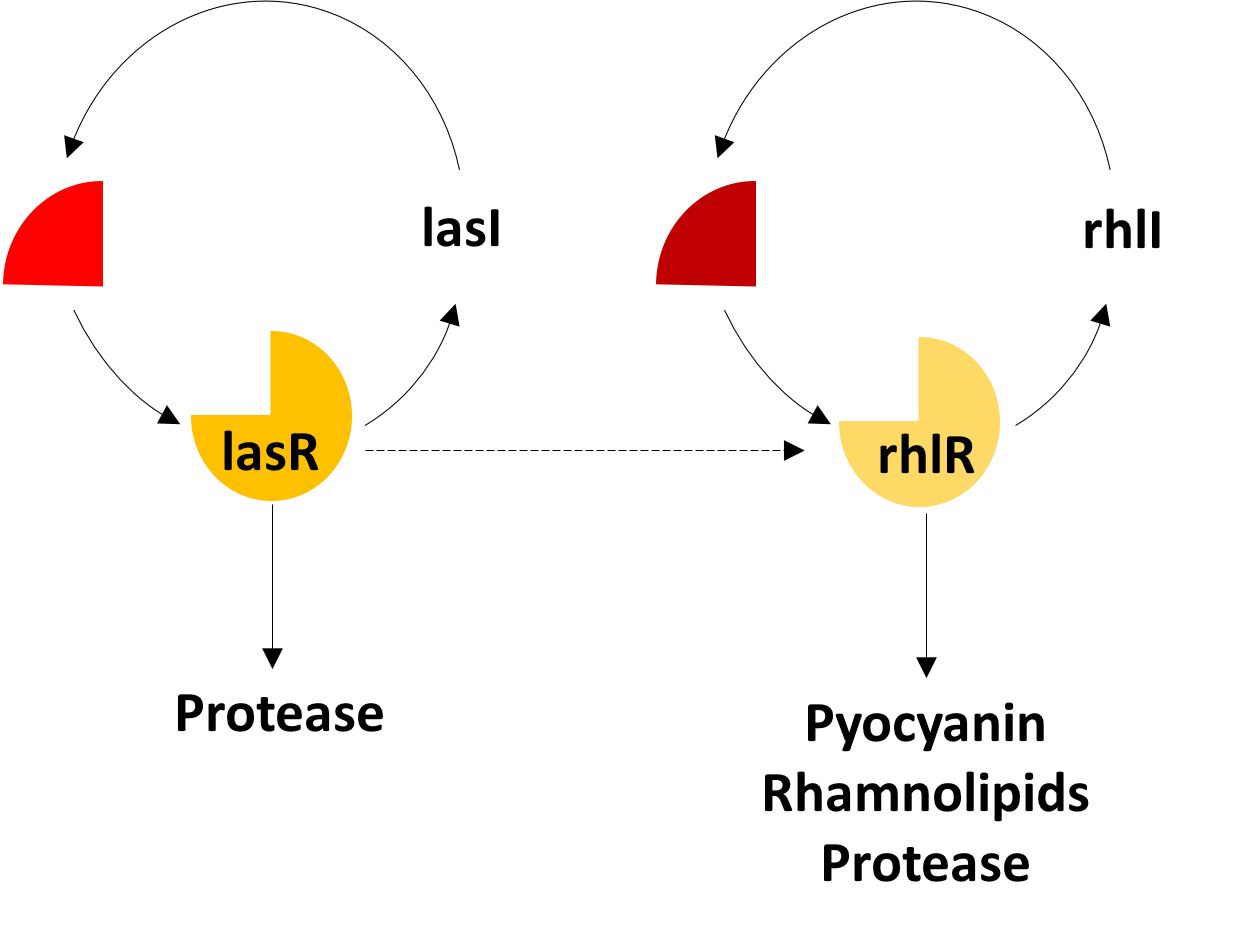 lasI
rhlI
lasR
rhlR
Protease
Pyocyanin
Rhamnolipids
Protease